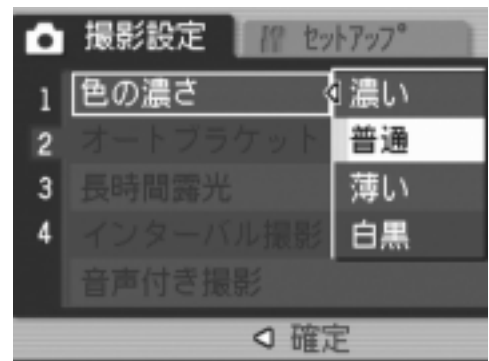 撮影設定 セットアップ
1 色の濃さ 濃い
2 オートブラケット 普通
3 長時間露光 薄い
4 インターバル撮影 白黒
音声付き撮影
確定